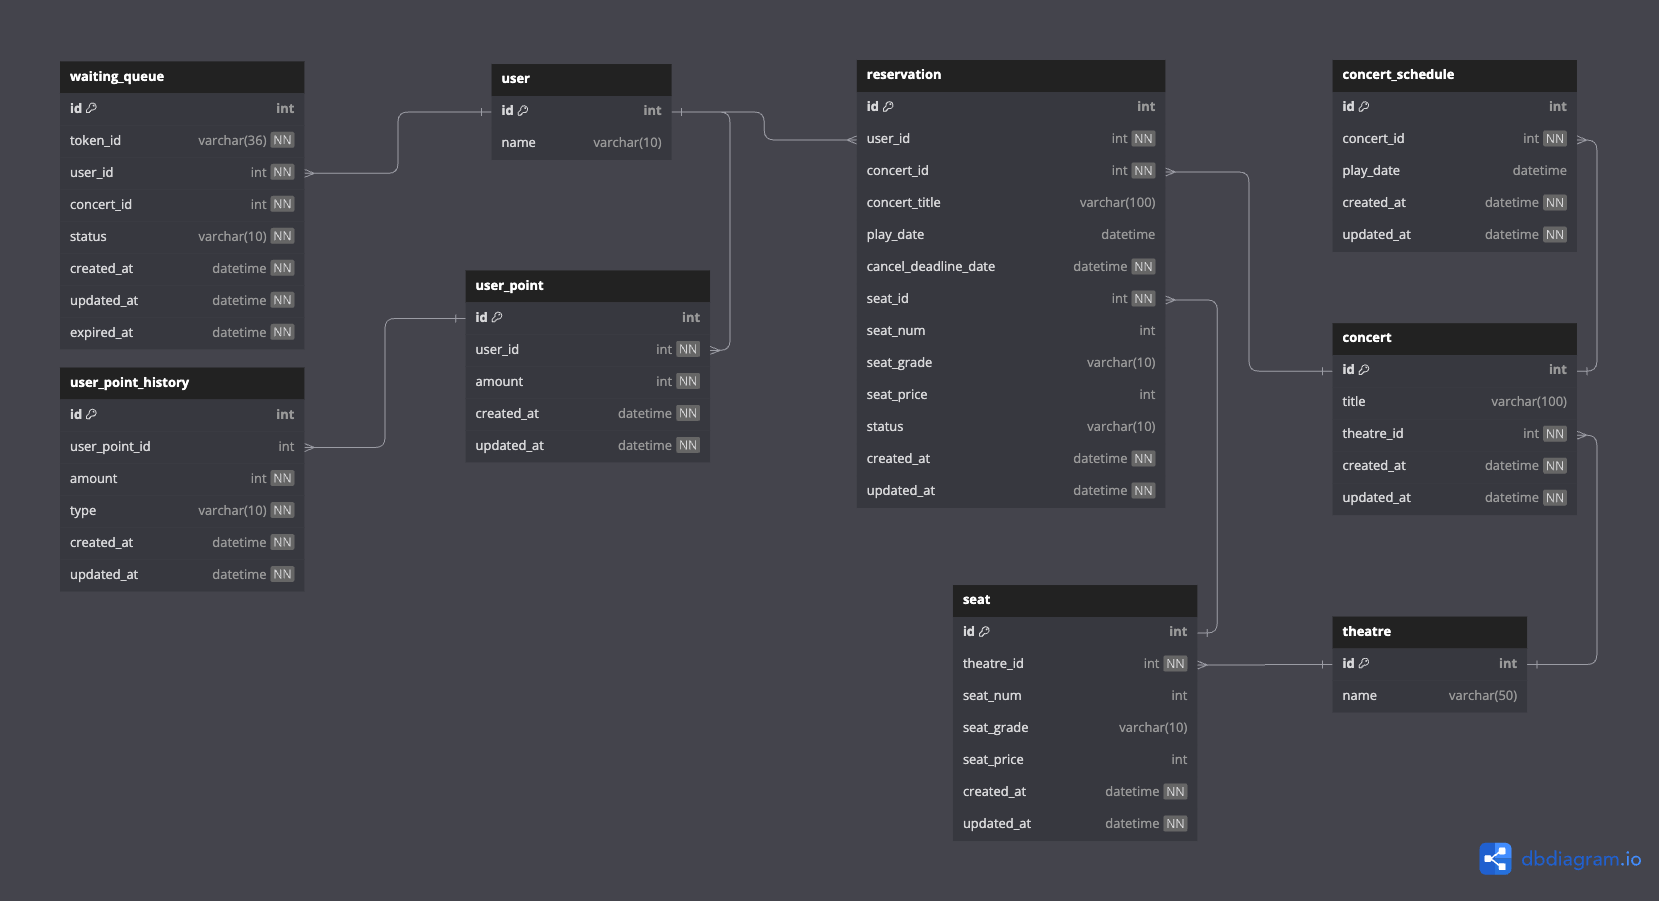 waiting_queue
id int
token_id varchar(36) NN
user_id int NN
concert_id int NN
status varchar(10) NN
created_at datetime NN
updated_at datetime NN
expired_at datetime NN
user_point_history
id int
user_point_id int
amount int NN
type varchar(10) NN
created_at datetime NN
updated_at datetime NN
user
id int
name varchar(10)
user_point
id int
user_id int NN
amount int NN
created_at datetime NN
updated_at datetime NN
reservation
id int
user_id int NN
concert_id int NN
concert_title varchar(100)
play_date datetime
cancel_deadline_date datetime NN
seat_id int NN
seat_num int
seat_grade varchar(10)
seat_price int
status varchar(10)
created_at datetime NN
updated_at datetime NN
seat
id int
theatre_id int NN
seat_num int
seat_grade varchar(10)
seat_price int
created_at datetime NN
updated_at datetime NN
concert_schedule
id int
concert_id int NN
play_date datetime
created_at datetime NN
updated_at datetime NN
concert
id int
title varchar(100)
theatre_id int NN
created_at datetime NN
updated_at datetime NN
theatre
id int
name varchar(50)
dbdiagram.io